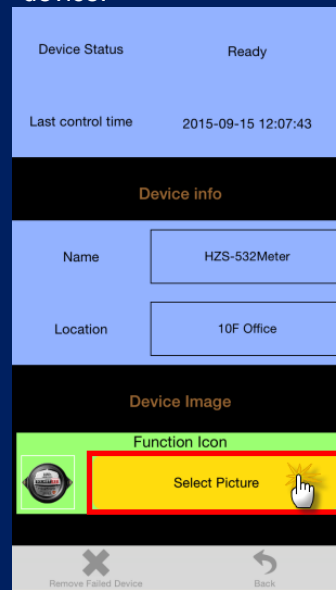 device.
Device Status Ready
Last control time 2015-09-15 12:07:43
Device info
Name HZS-532Meter
Location 10F Office
Device Image
Function Icon
Select Picture
Remove Failed Device Back